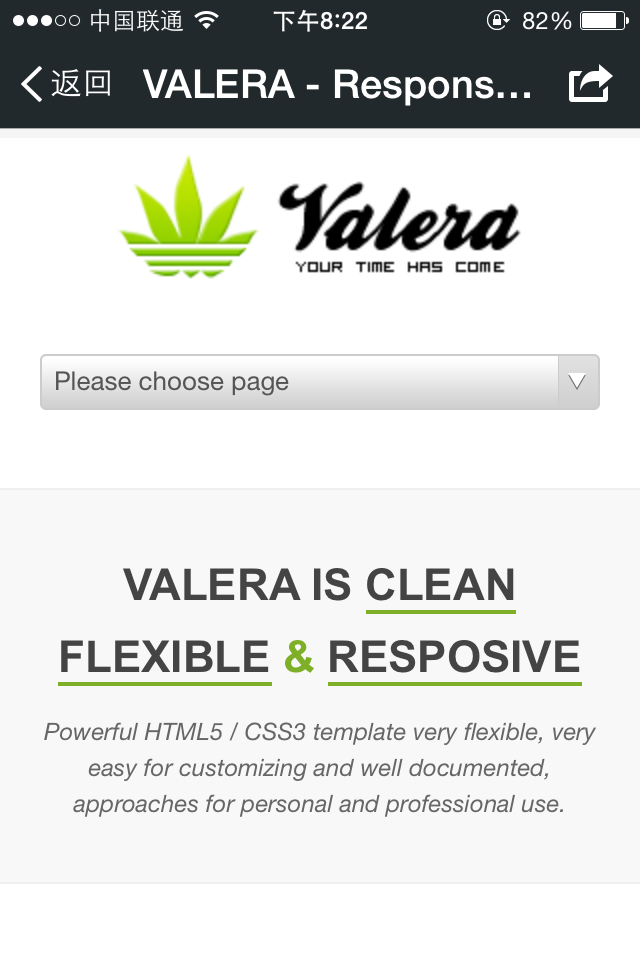 中国联通 下午8:22 82%
返回 VALERA - Respons...
Valera
YOUR TIME HAS COME
Please choose page
VALERA IS CLEAN
FLEXIBLE & RESPOSIVE
Powerful HTML5 / CSS3 template very flexible, very
easy for customizing and well documented,
approaches for personal and professional use.